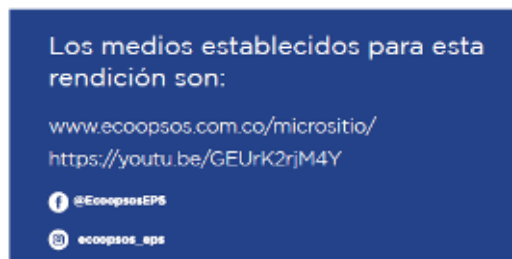 Los medios establecidos para esta
rendición son:
www.ecoopsos.com.co/micrositio/
https://youtu.be/GEUrK2rjM4Y
@EcoopsosEPS
ecoopsos_eps